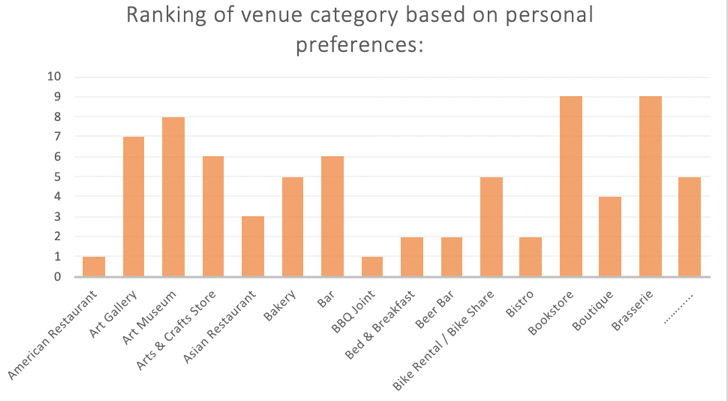 Ranking of venue category based on personal
preferences:
10
9
8
7
6
5
4
3
2
1
0
American Restaurant
Art Gallery
Art Museum
Arts & Crafts Store
Asian Restaurant
Bakery
Bar
BBQ Joint
Bed & Breakfast
Beer Bar
Bike Rental / Bike Share
Bistro
Bookstore
Boutique
Brasserie
...........